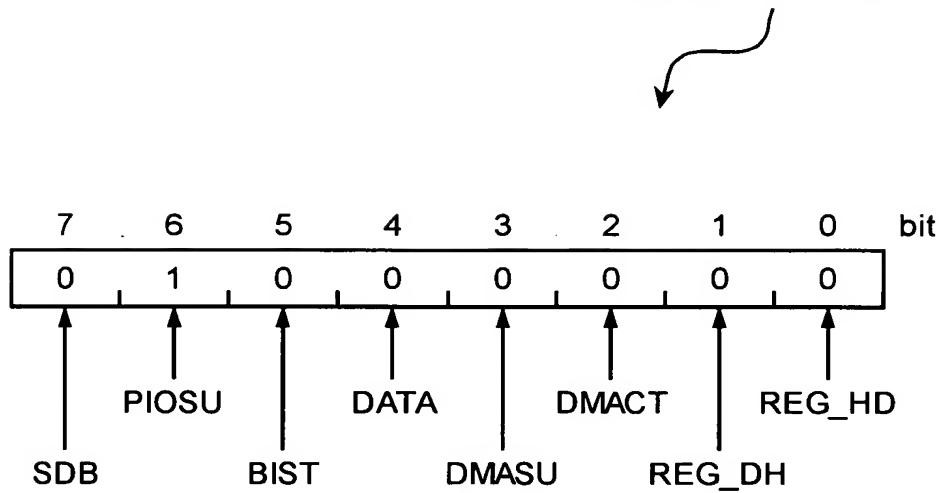 7 6 5 4 3 2 1 0 bit
0 1 0 0 0 0 0 0
PIOSU DATA DMACT REG_HD
SDB BIST DMASU REG_DH